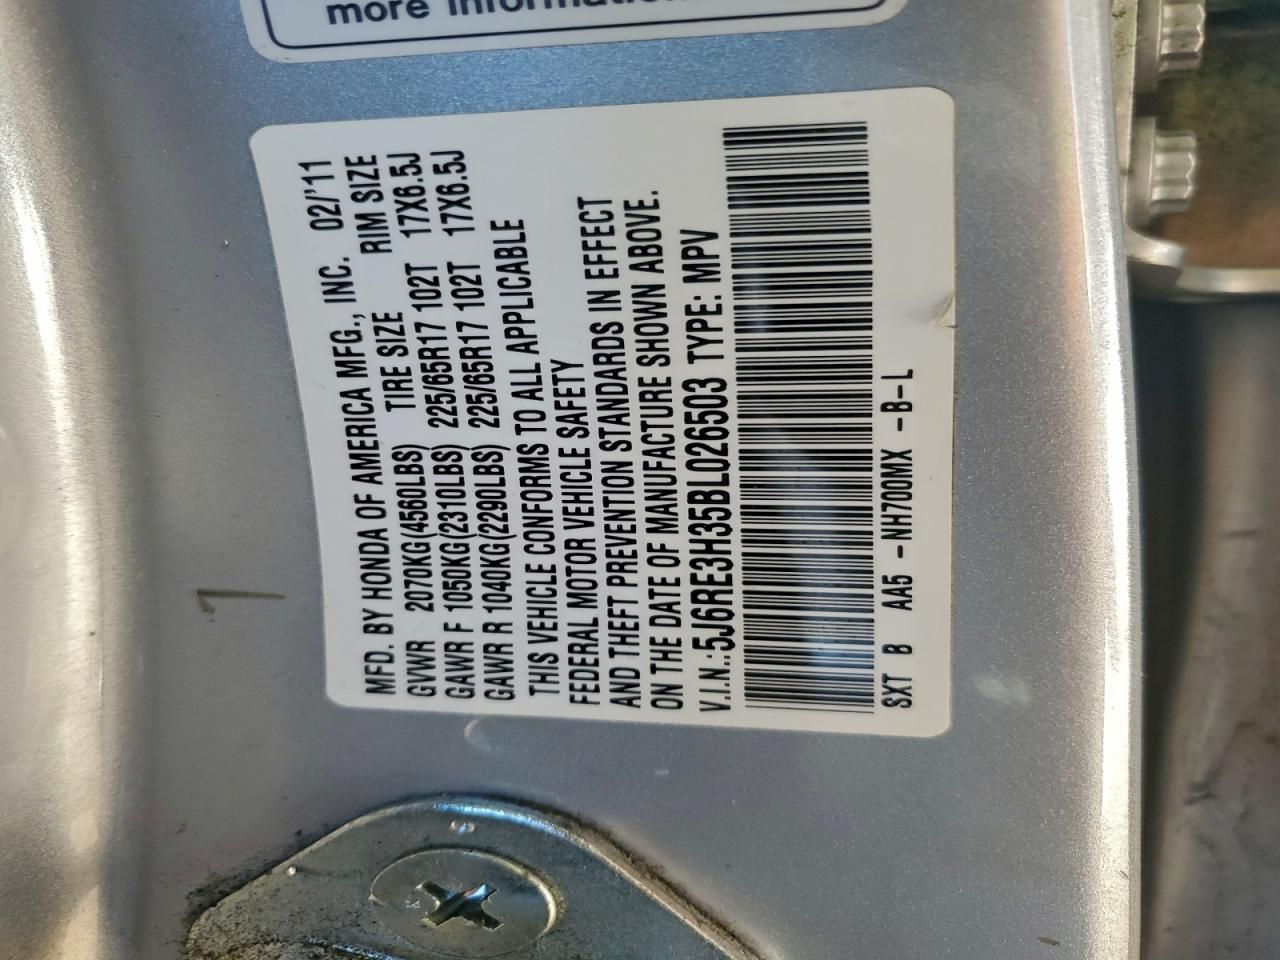 more information
MFD. BY HONDA OF AMERICA MFG., INC. 02/'11
GVWR 2070KG(4560LBS) TIRE SIZE RIM SIZE
GAWR F 1050KG(2310LBS) 225/65R17 102T 17X6.5J
GAWR R 1040KG(2290LBS) 225/65R17 102T 17X6.5J
THIS VEHICLE CONFORMS TO ALL APPLICABLE
FEDERAL MOTOR VEHICLE SAFETY
AND THEFT PREVENTION STANDARDS IN EFFECT
ON THE DATE OF MANUFACTURE SHOWN ABOVE.
V.I.N.:5J6RE3H35BL026503 TYPE: MPV
SXT B AA5 -NH700MX -B-L